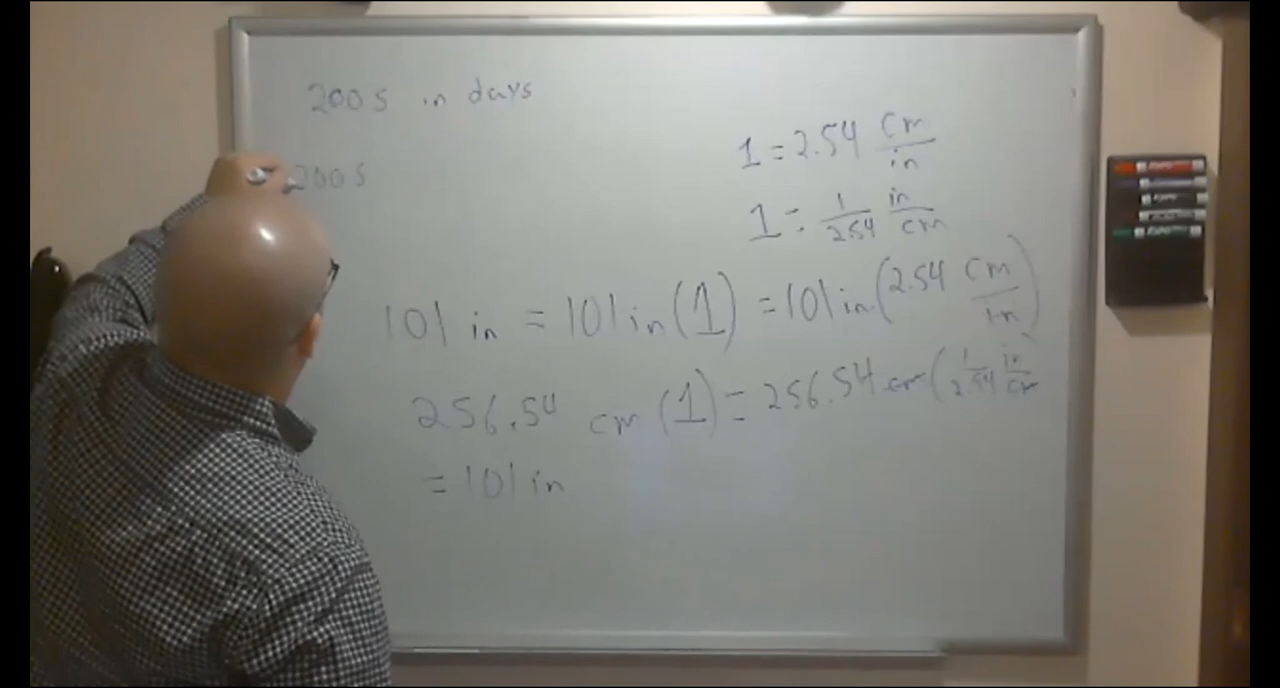 200 s in days
200 s
1 = 2.54 cm/in
1 = 1/2.54 in/cm
101 in = 101 in (1) = 101 in (2.54 cm/in)
256.54 cm (1) = 256.54 cm (1/2.54 in/cm
= 101 in